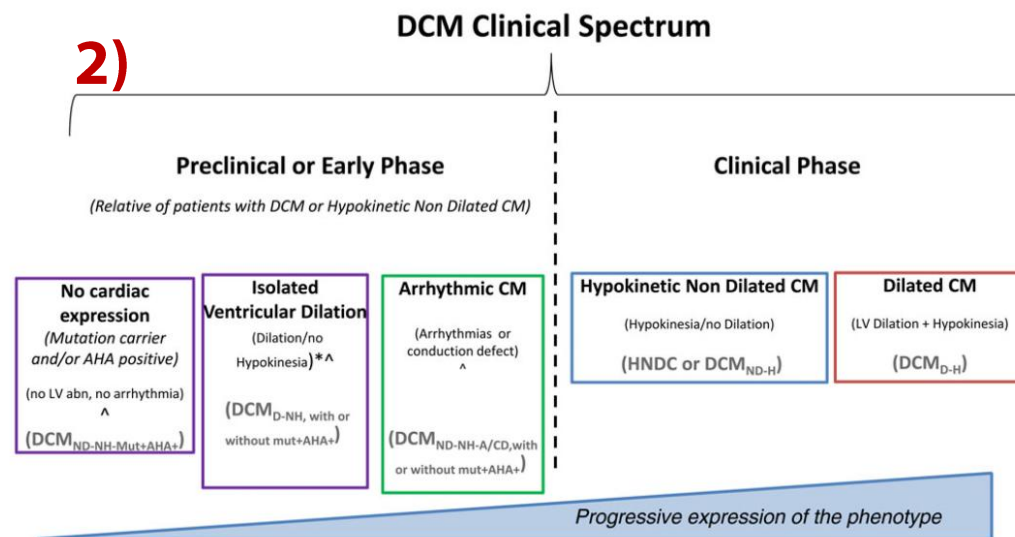 DCM Clinical Spectrum
2)
Preclinical or Early Phase
(Relative of patients with DCM or Hypokinetic Non Dilated CM)
Clinical Phase
No cardiac
expression
(Mutation carrier
and/or AHA positive)
(no LV abn, no arrhythmia)
^
(DCMND-NH-Mut+AHA+)
Isolated
Ventricular Dilation
(Dilation/no
Hypokinesia)*^
(DCMD-NH, with or
without mut+AHA+)
Arrhythmic CM
(Arrhythmias or
conduction defect)
^
(DCMND-NH-A/CD,with
or without mut+AHA+)
Hypokinetic Non Dilated CM
(Hypokinesia/no Dilation)
(HNDC or DCMND-H)
Dilated CM
(LV Dilation + Hypokinesia)
(DCMD-H)
Progressive expression of the phenotype